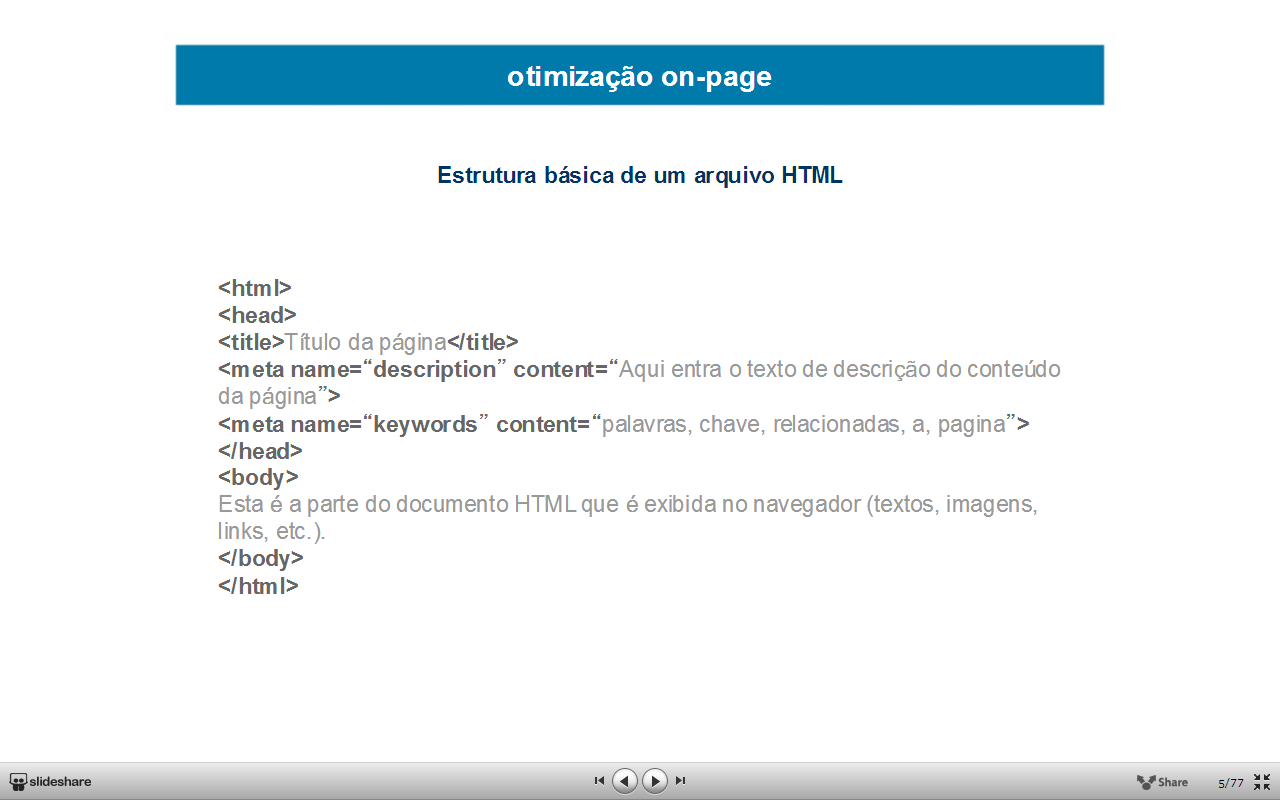 otimização on-page
Estrutura básica de um arquivo HTML
<html>
<head>
<title>Título da página</title>
<meta name=“description” content=“Aqui entra o texto de descrição do conteúdo
da página”>
<meta name=“keywords” content=“palavras, chave, relacionadas, a, pagina”>
</head>
<body>
Esta é a parte do documento HTML que é exibida no navegador (textos, imagens,
links, etc.).
</body>
</html>
slideshare
Share
5/77